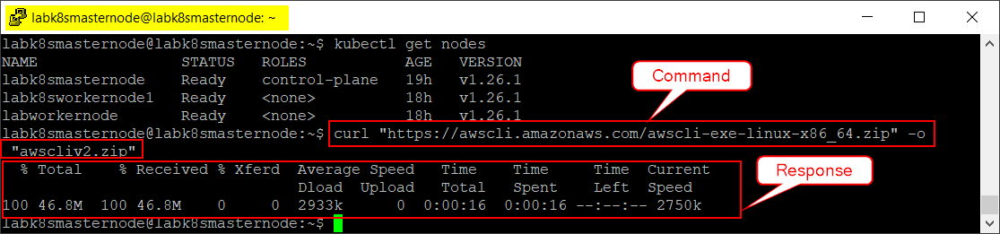 labk8smasternode@labk8smasternode: ~
labk8smasternode@labk8smasternode:~$ kubectl get nodes
NAME STATUS ROLES AGE VERSION
labk8smasternode Ready control-plane 19h v1.26.1
labk8sworkernode1 Ready <none> 18h v1.26.1
labworkernode Ready <none> 18h v1.26.1
Command
labk8smasternode@labk8smasternode:~$ curl "https://awscli.amazonaws.com/awscli-exe-linux-x86_64.zip" -o
"awscliv2.zip"
% Total % Received % Xferd Average Speed Time Time Time Current
Dload Upload Total Spent Left Speed
100 46.8M 100 46.8M 0 0 2933k 0 0:00:16 0:00:16 --:--:-- 2750k
Response
labk8smasternode@labk8smasternode:~$